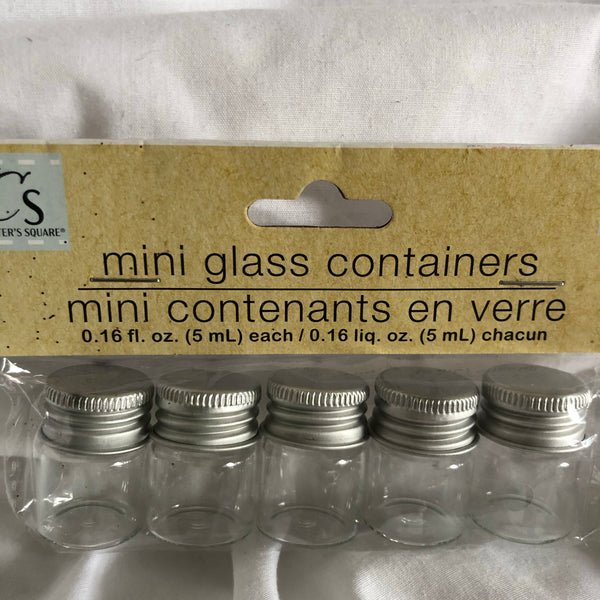 CS
TER'S SQUARE®
mini glass containers
mini contenants en verre
0.16 fl. oz. (5 mL) each / 0.16 liq. oz. (5 mL) chacun